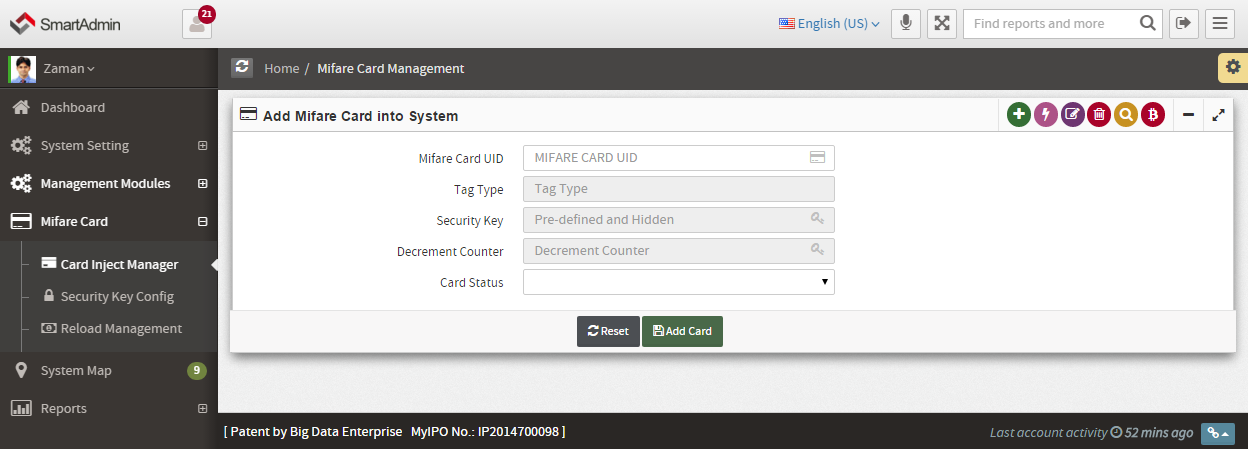 SmartAdmin
21
English (US)
Find reports and more
Zaman
Home / Mifare Card Management
Dashboard
System Setting
Management Modules
Mifare Card
Card Inject Manager
Security Key Config
Reload Management
System Map
9
Reports
Add Mifare Card into System
Mifare Card UID
MIFARE CARD UID
Tag Type
Tag Type
Security Key
Pre-defined and Hidden
Decrement Counter
Decrement Counter
Card Status
Reset
Add Card
[ Patent by Big Data Enterprise MyIPO No.: IP2014700098 ]
Last account activity 52 mins ago